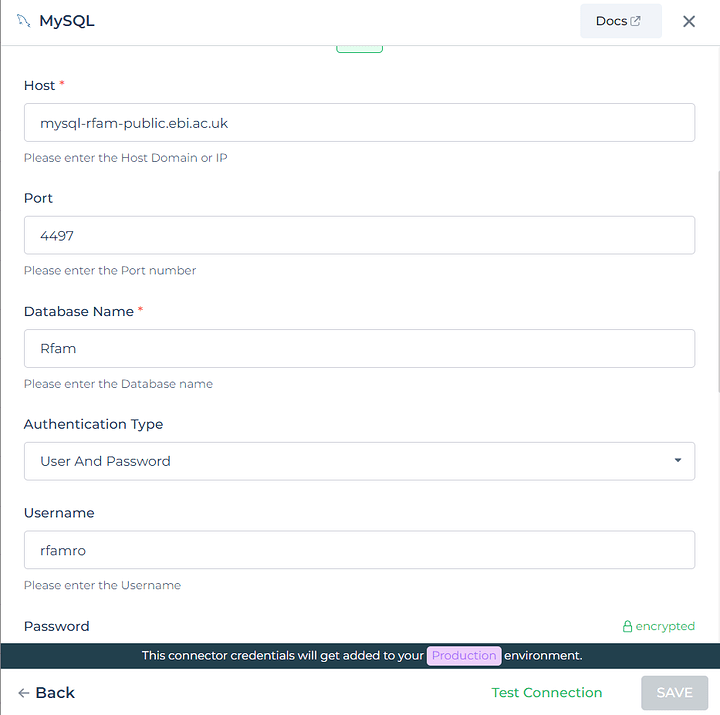 MySQL
Docs
Host *
mysql-rfam-public.ebi.ac.uk
Please enter the Host Domain or IP
Port
4497
Please enter the Port number
Database Name *
Rfam
Please enter the Database name
Authentication Type
User And Password
Username
rfamro
Please enter the Username
Password
encrypted
This connector credentials will get added to your Production environment.
Back
Test Connection
SAVE